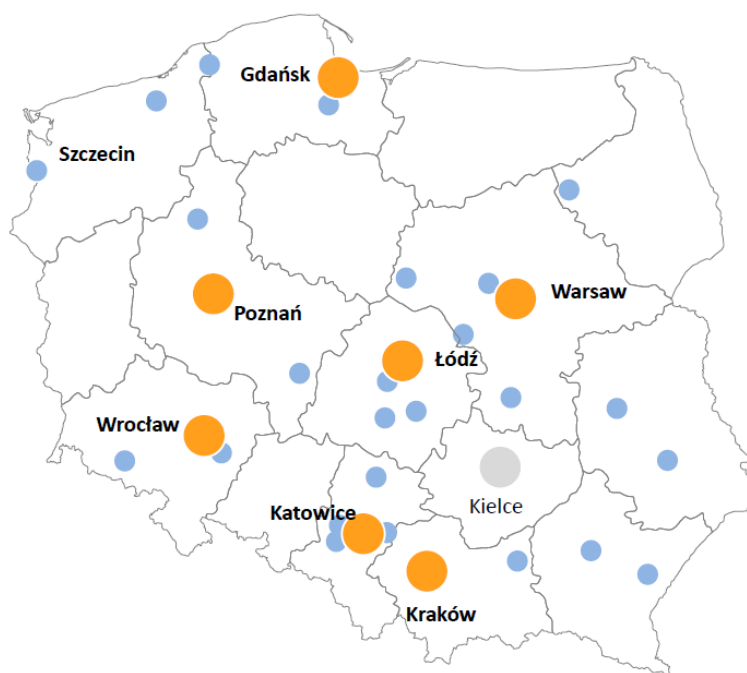 Gdańsk
Szczecin
Warsaw
Poznań
Łódź
Wrocław
Kielce
Katowice
Kraków